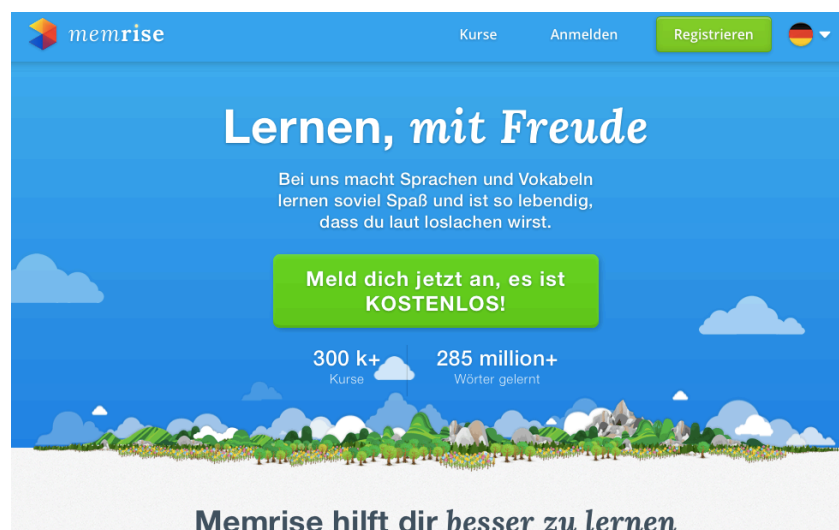 memrise
Kurse
Anmelden
Registrieren
Lernen, mit Freude
Bei uns macht Sprachen und Vokabeln
lernen soviel Spaß und ist so lebendig,
dass du laut loslachen wirst.
Meld dich jetzt an, es ist
KOSTENLOS!
300 k+
Kurse
285 million+
Wörter gelernt
Memrise hilft dir besser zu lernen